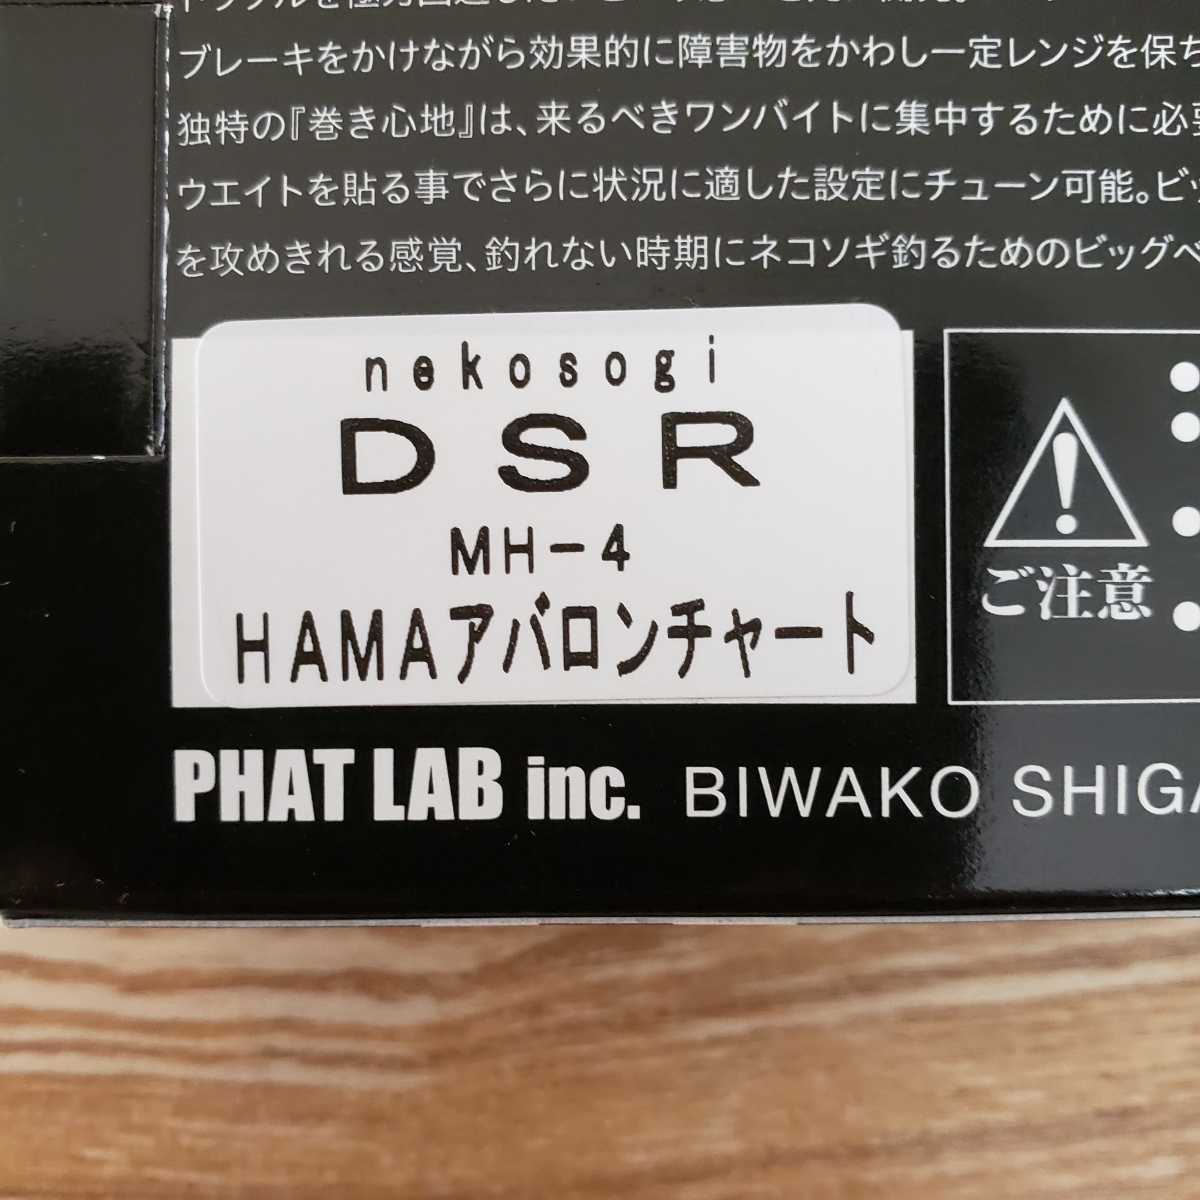 ブレーキをかけながら効果的に障害物をかわし一定レンジを保ち
独特の『巻き心地』は、来るべきワンバイトに集中するために必要
ウエイトを貼る事でさらに状況に適した設定にチューン可能。ビッ
を攻めきれる感覚、釣れない時期にネコソギ釣るためのビッグベ
nekosogi
DSR
MH-4
HAMAアバロンチャート
ご注意
PHAT LAB inc. BIWAKO SHIGA